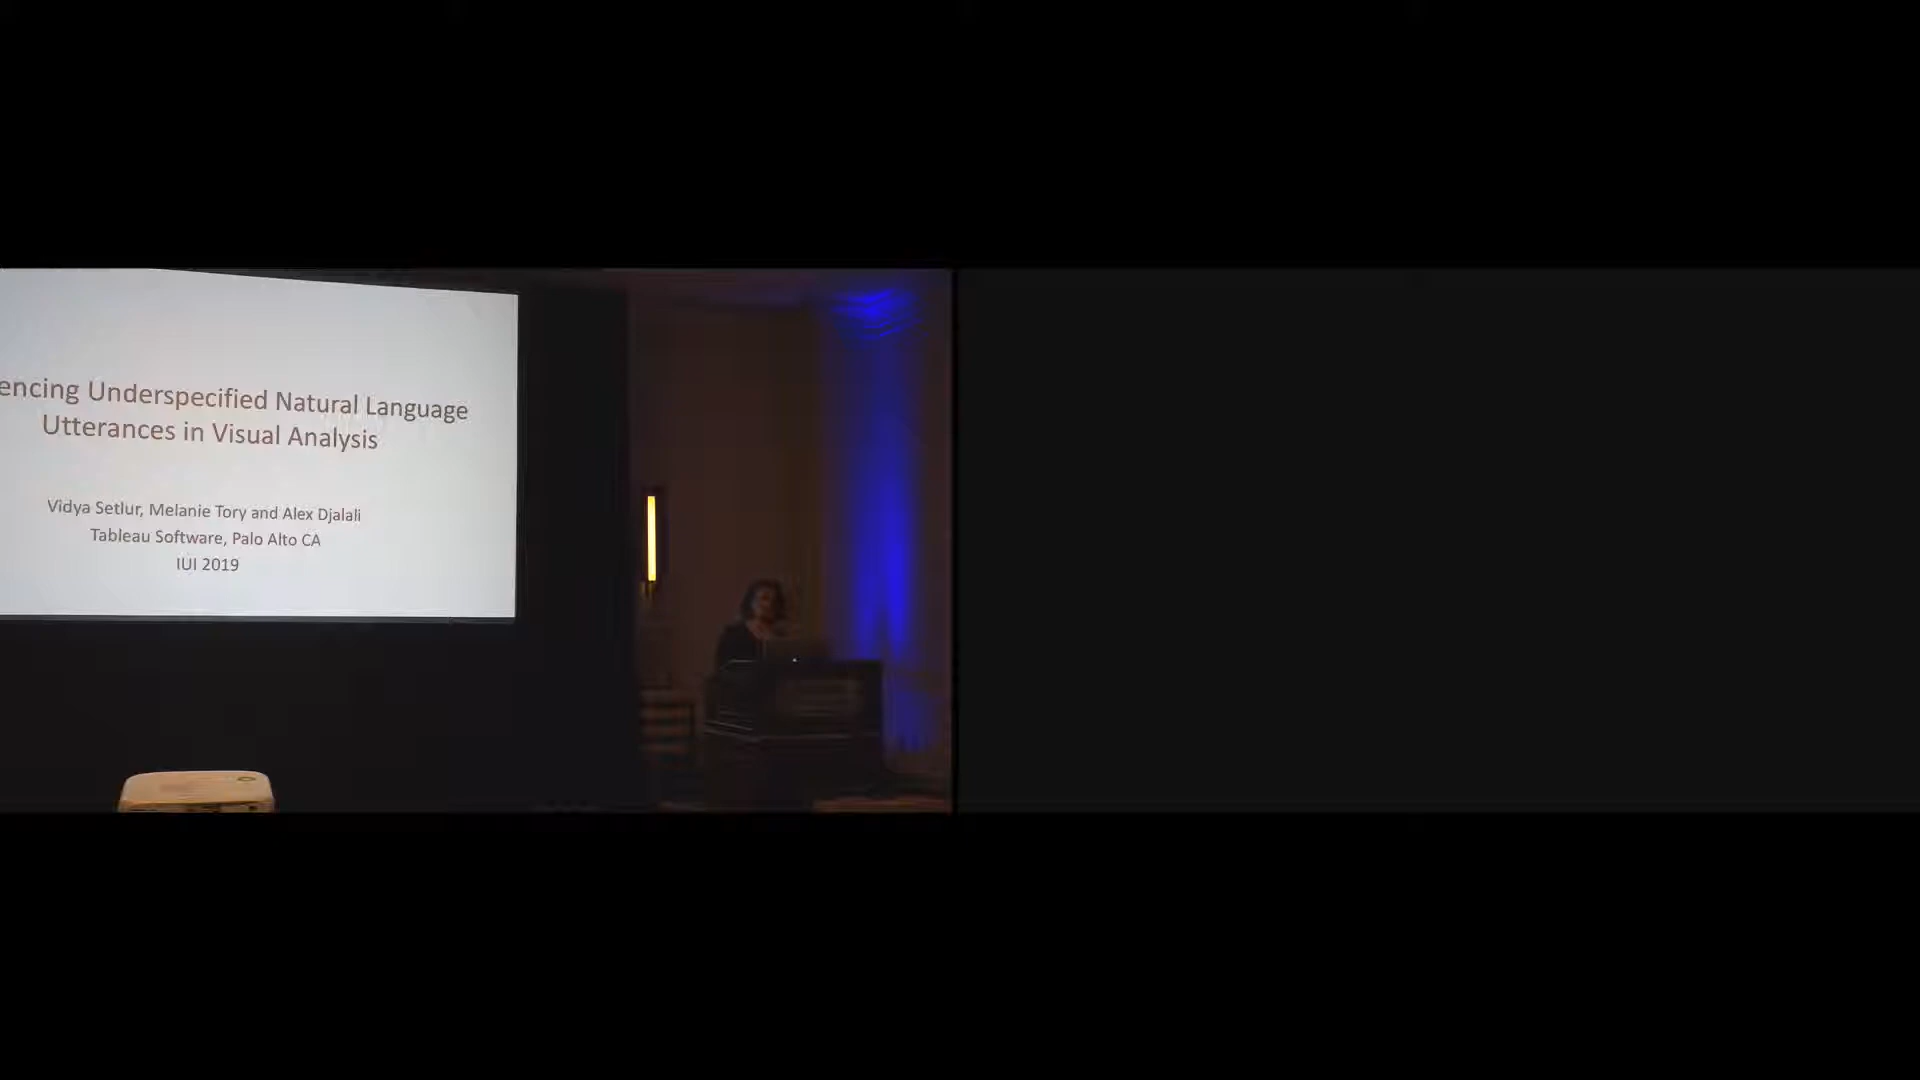 encing Underspecified Natural Language
Utterances in Visual Analysis
Vidya Setlur, Melanie Tory and Alex Djalali
Tableau Software, Palo Alto CA
IUI 2019